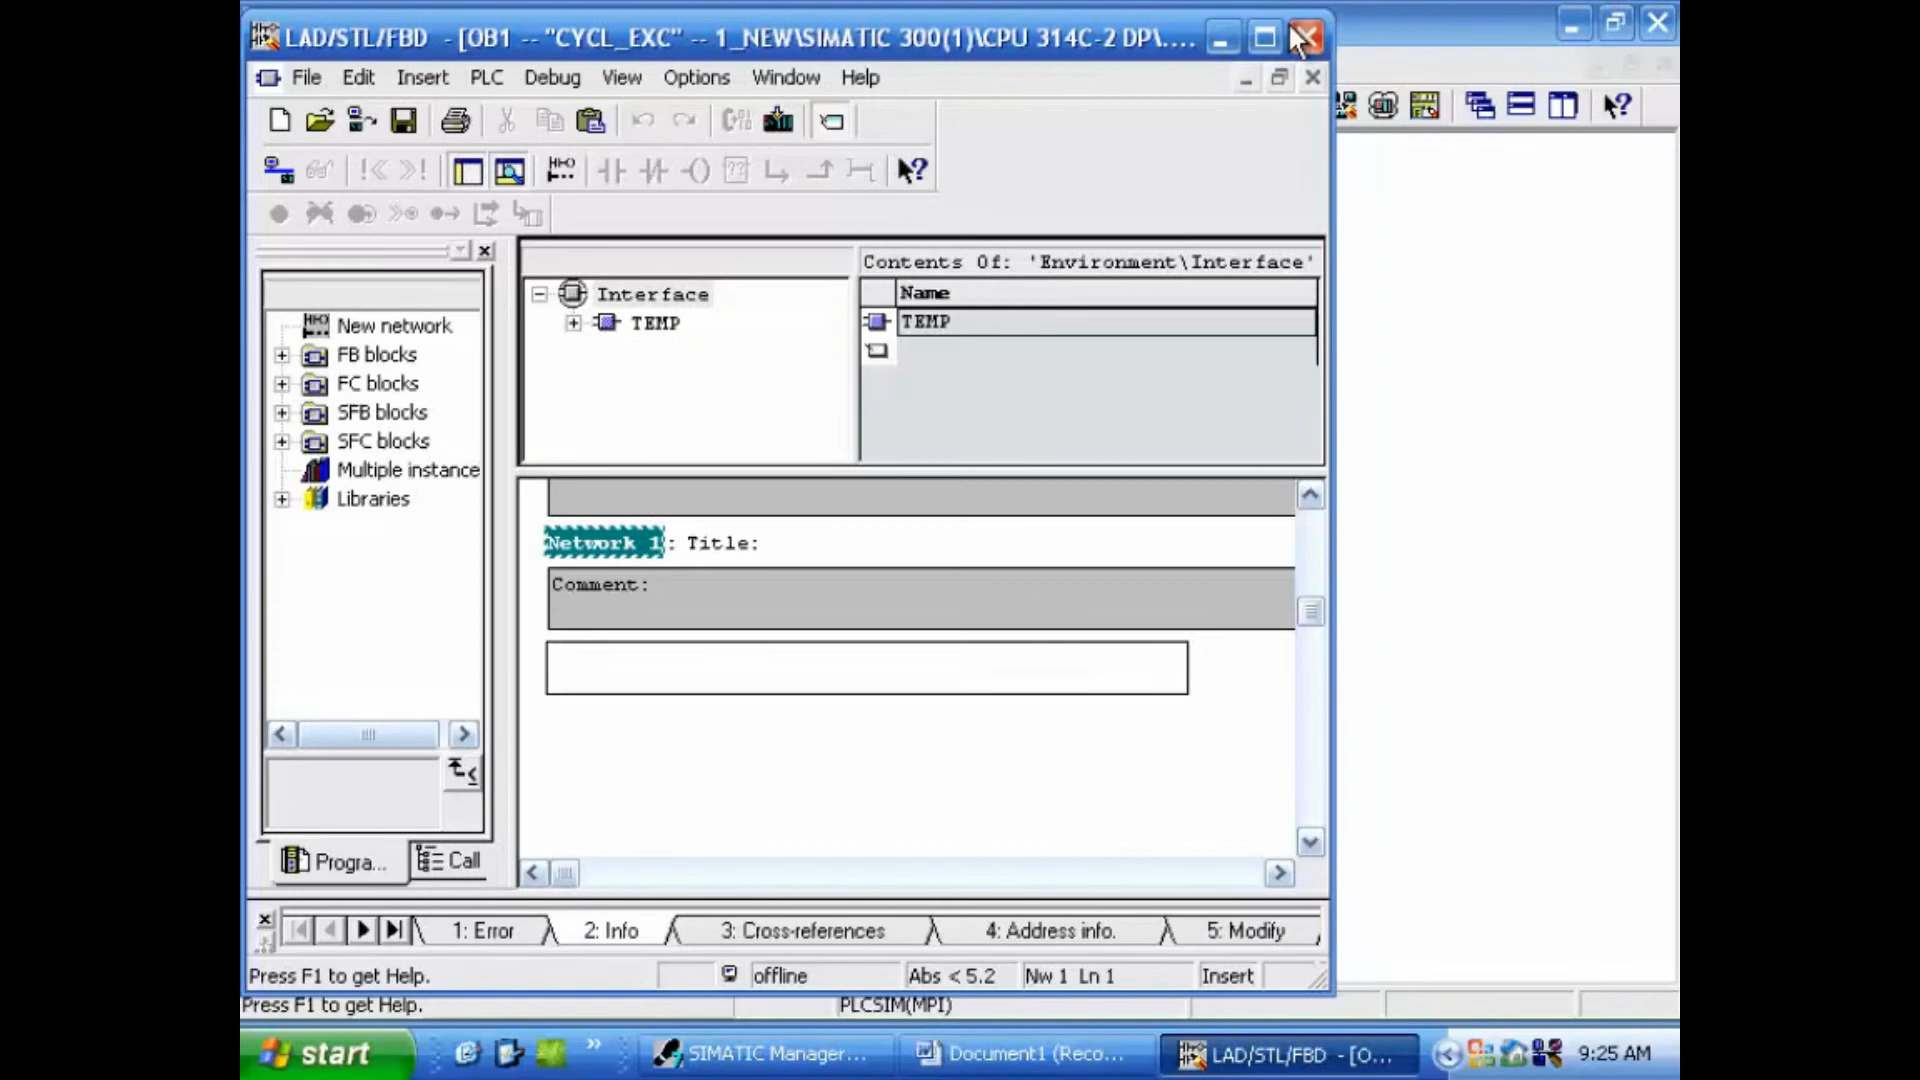 LAD/STL/FBD - [OB1 -- "CYCL_EXC" -- 1_NEW\SIMATIC 300(1)\CPU 314C-2 DP\....
File Edit Insert PLC Debug View Options Window Help
Contents Of: 'Environment\Interface'
Interface
Name
TEMP
TEMP
New network
FB blocks
FC blocks
SFB blocks
SFC blocks
Multiple instance
Libraries
Network 1: Title:
Comment:
Progra... Call
1: Error 2: Info 3: Cross-references 4: Address info. 5: Modify
Press F1 to get Help. offline Abs < 5.2 Nw 1 Ln 1 Insert
Press F1 to get Help. PLCSIM(MPI)
start SIMATIC Manager... Document1 (Reco... LAD/STL/FBD - [O... 9:25 AM